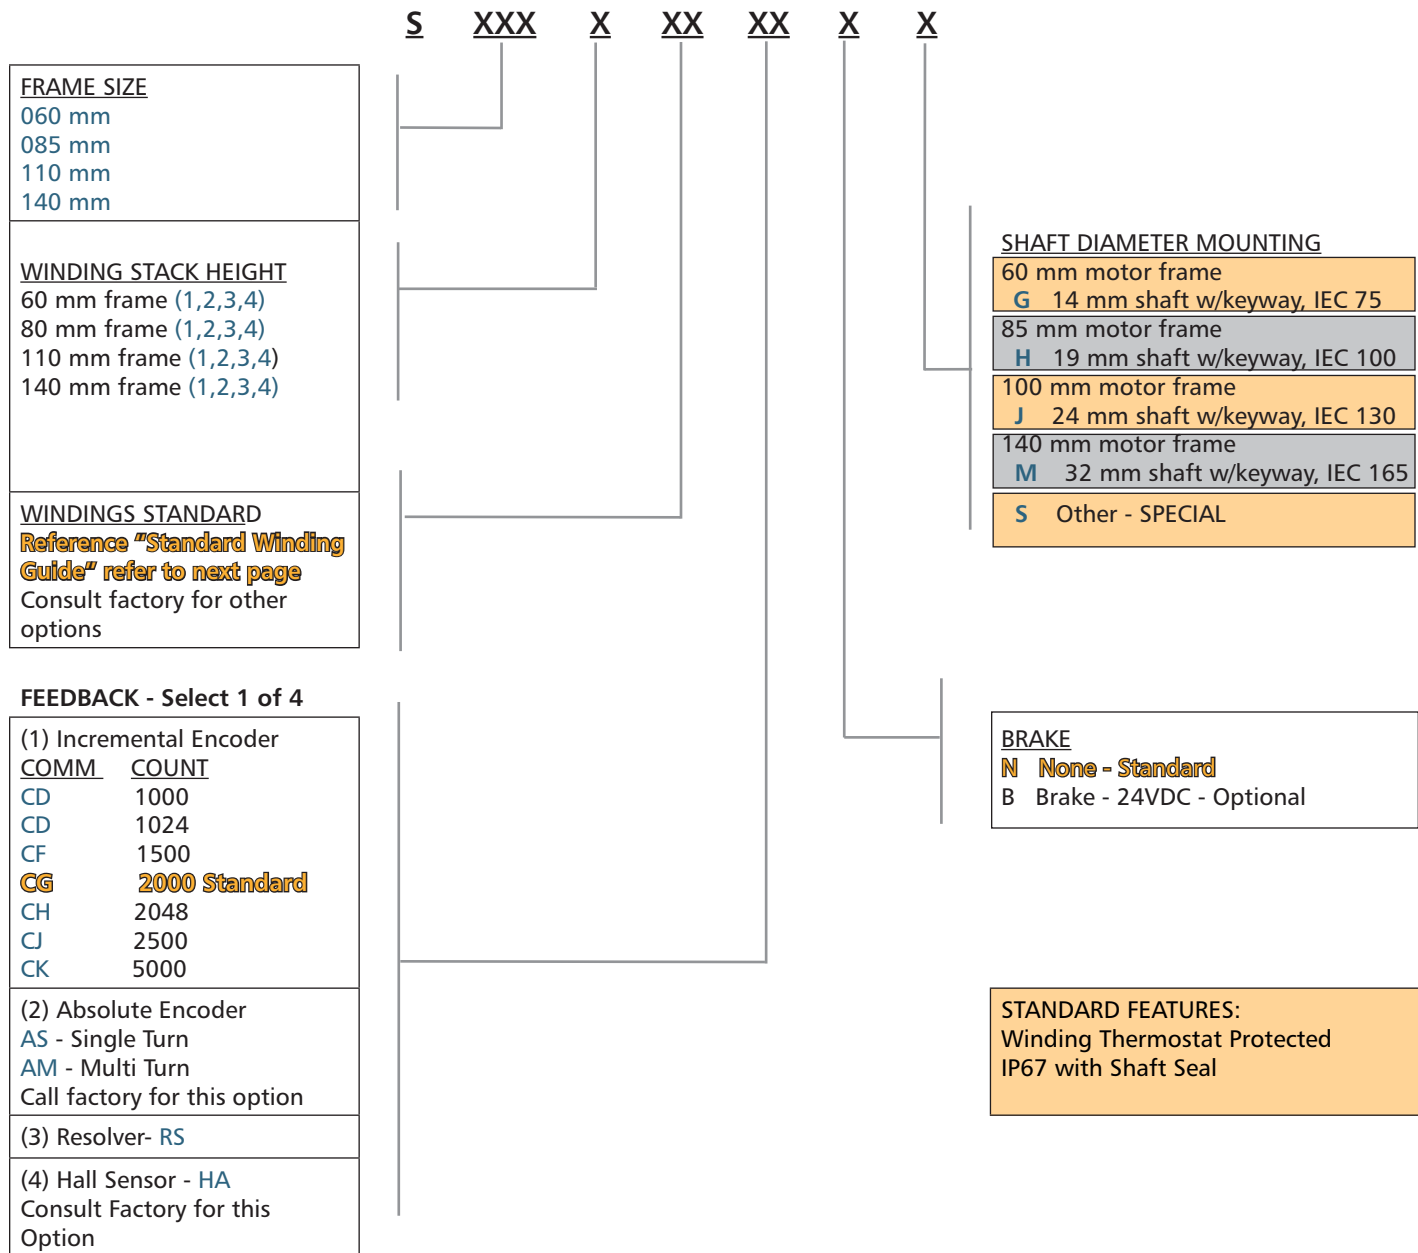 S XXX X XX XX X X
FRAME SIZE
060 mm
085 mm
110 mm
140 mm
WINDING STACK HEIGHT
60 mm frame (1,2,3,4)
80 mm frame (1,2,3,4)
110 mm frame (1,2,3,4)
140 mm frame (1,2,3,4)
WINDINGS STANDARD
Reference "Standard Winding
Guide" refer to next page
Consult factory for other
options
FEEDBACK - Select 1 of 4
(1) Incremental Encoder
COMM COUNT
CD 1000
CD 1024
CF 1500
CG 2000 Standard
CH 2048
CJ 2500
CK 5000
(2) Absolute Encoder
AS - Single Turn
AM - Multi Turn
Call factory for this option
(3) Resolver- RS
(4) Hall Sensor - HA
Consult Factory for this
Option
SHAFT DIAMETER MOUNTING
60 mm motor frame
G 14 mm shaft w/keyway, IEC 75
85 mm motor frame
H 19 mm shaft w/keyway, IEC 100
100 mm motor frame
J 24 mm shaft w/keyway, IEC 130
140 mm motor frame
M 32 mm shaft w/keyway, IEC 165
S Other - SPECIAL
BRAKE
N None - Standard
B Brake - 24VDC - Optional
STANDARD FEATURES:
Winding Thermostat Protected
IP67 with Shaft Seal